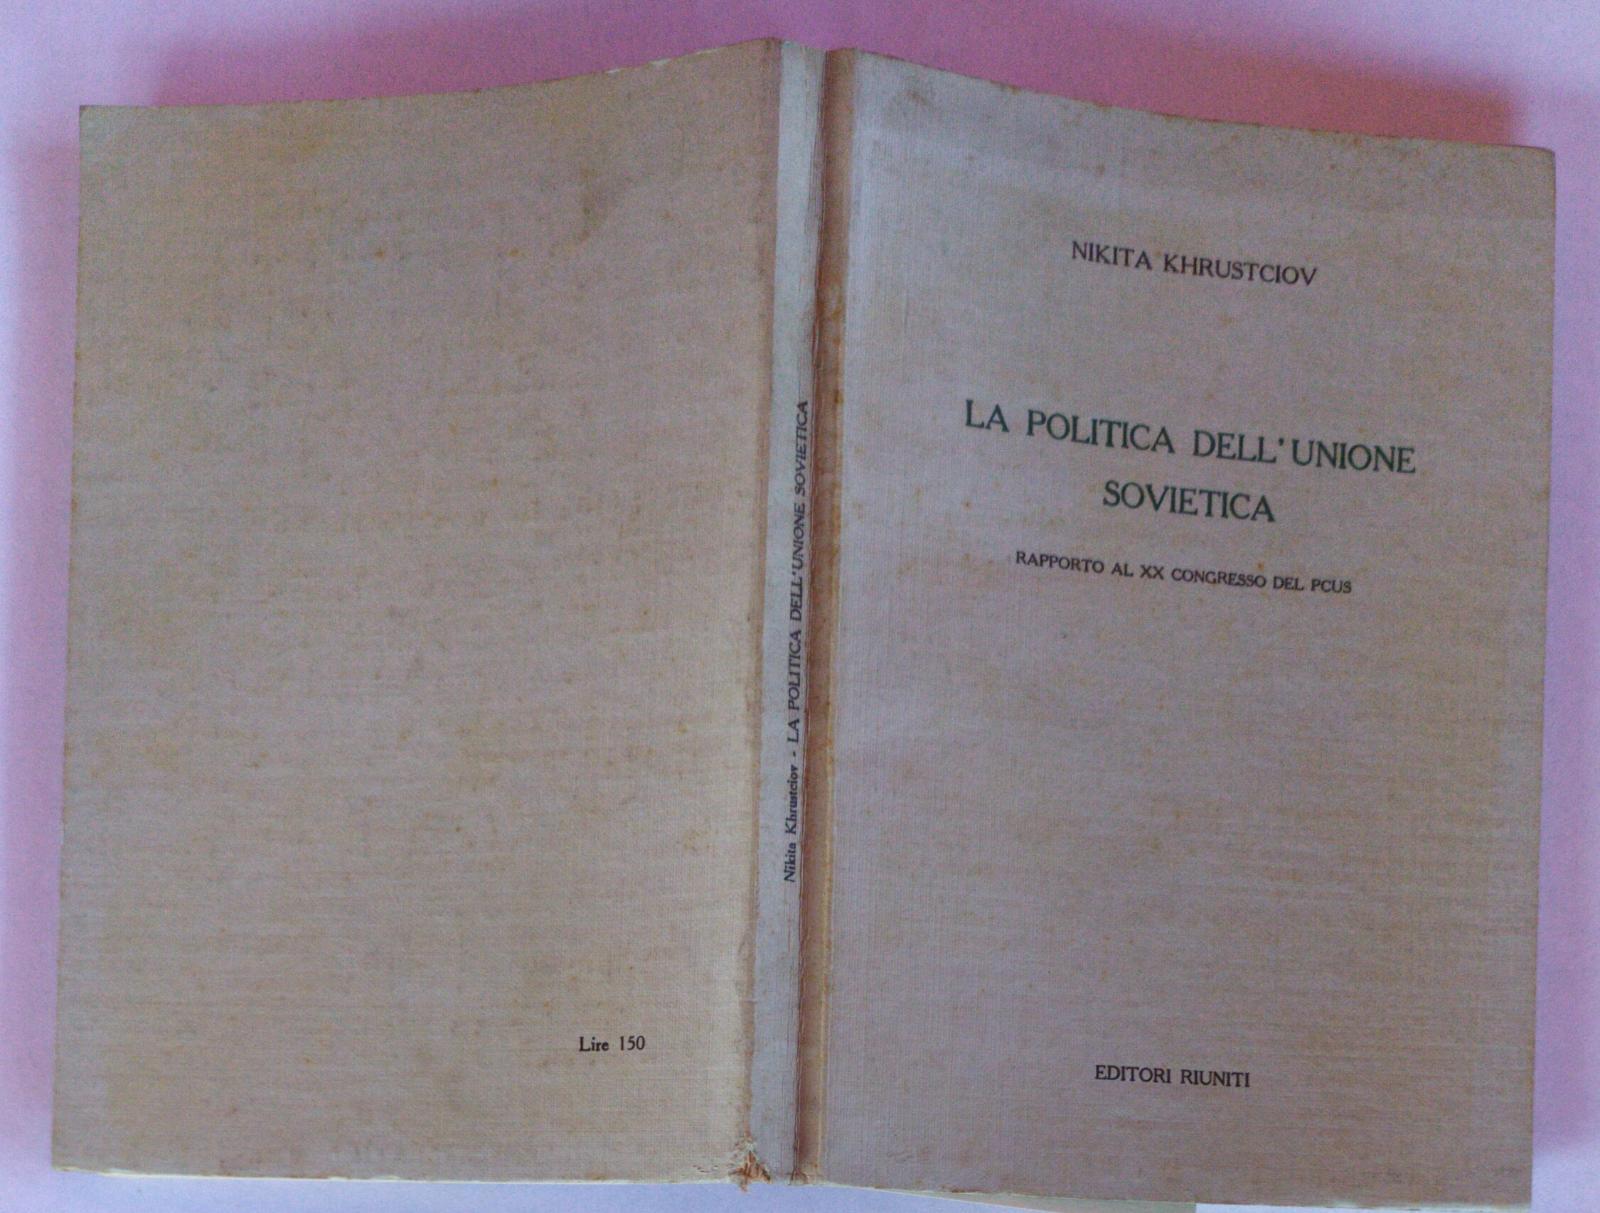 NIKITA KHRUSTCIOV
LA POLITICA DELL'UNIONE
SOVIETICA
RAPPORTO AL XX CONGRESSO DEL PCUS
EDITORI RIUNITI
Nikita Khrustciov - LA POLITICA DELL'UNIONE SOVIETICA
Lire 150